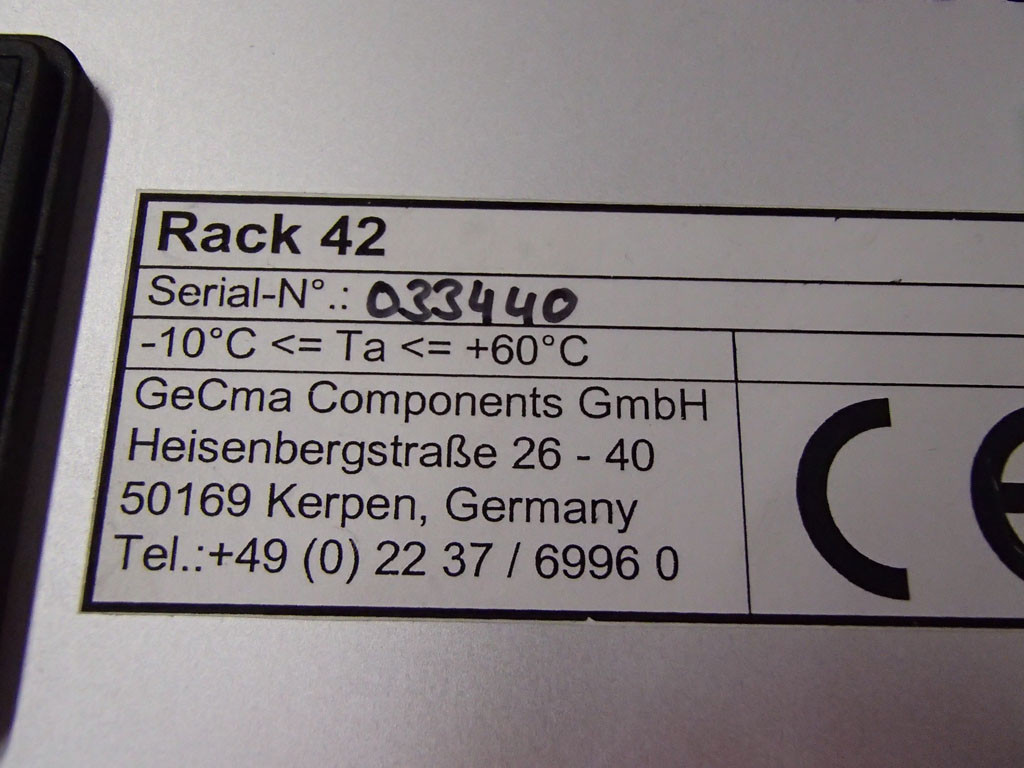 Rack 42
Serial-N°.: 033440
-10°C <= Ta <= +60°C
GeCma Components GmbH
Heisenbergstraße 26 - 40
50169 Kerpen, Germany
Tel.:+49 (0) 22 37 / 6996 0
CE